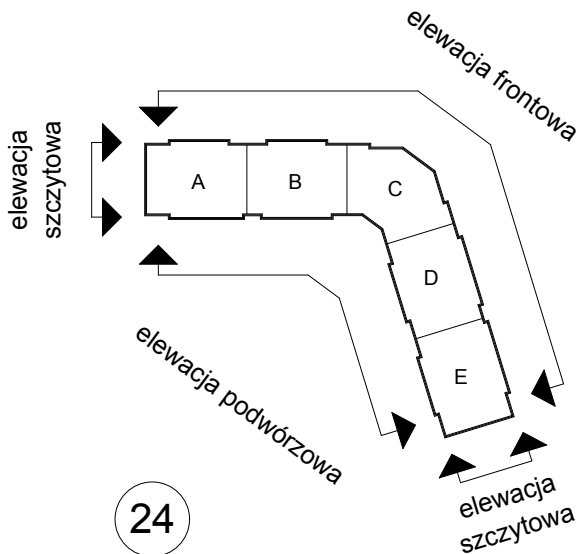 elewacja frontowa
elewacja
szczytowa
A
B
C
D
E
elewacja podwórzowa
elewacja
szczytowa
24